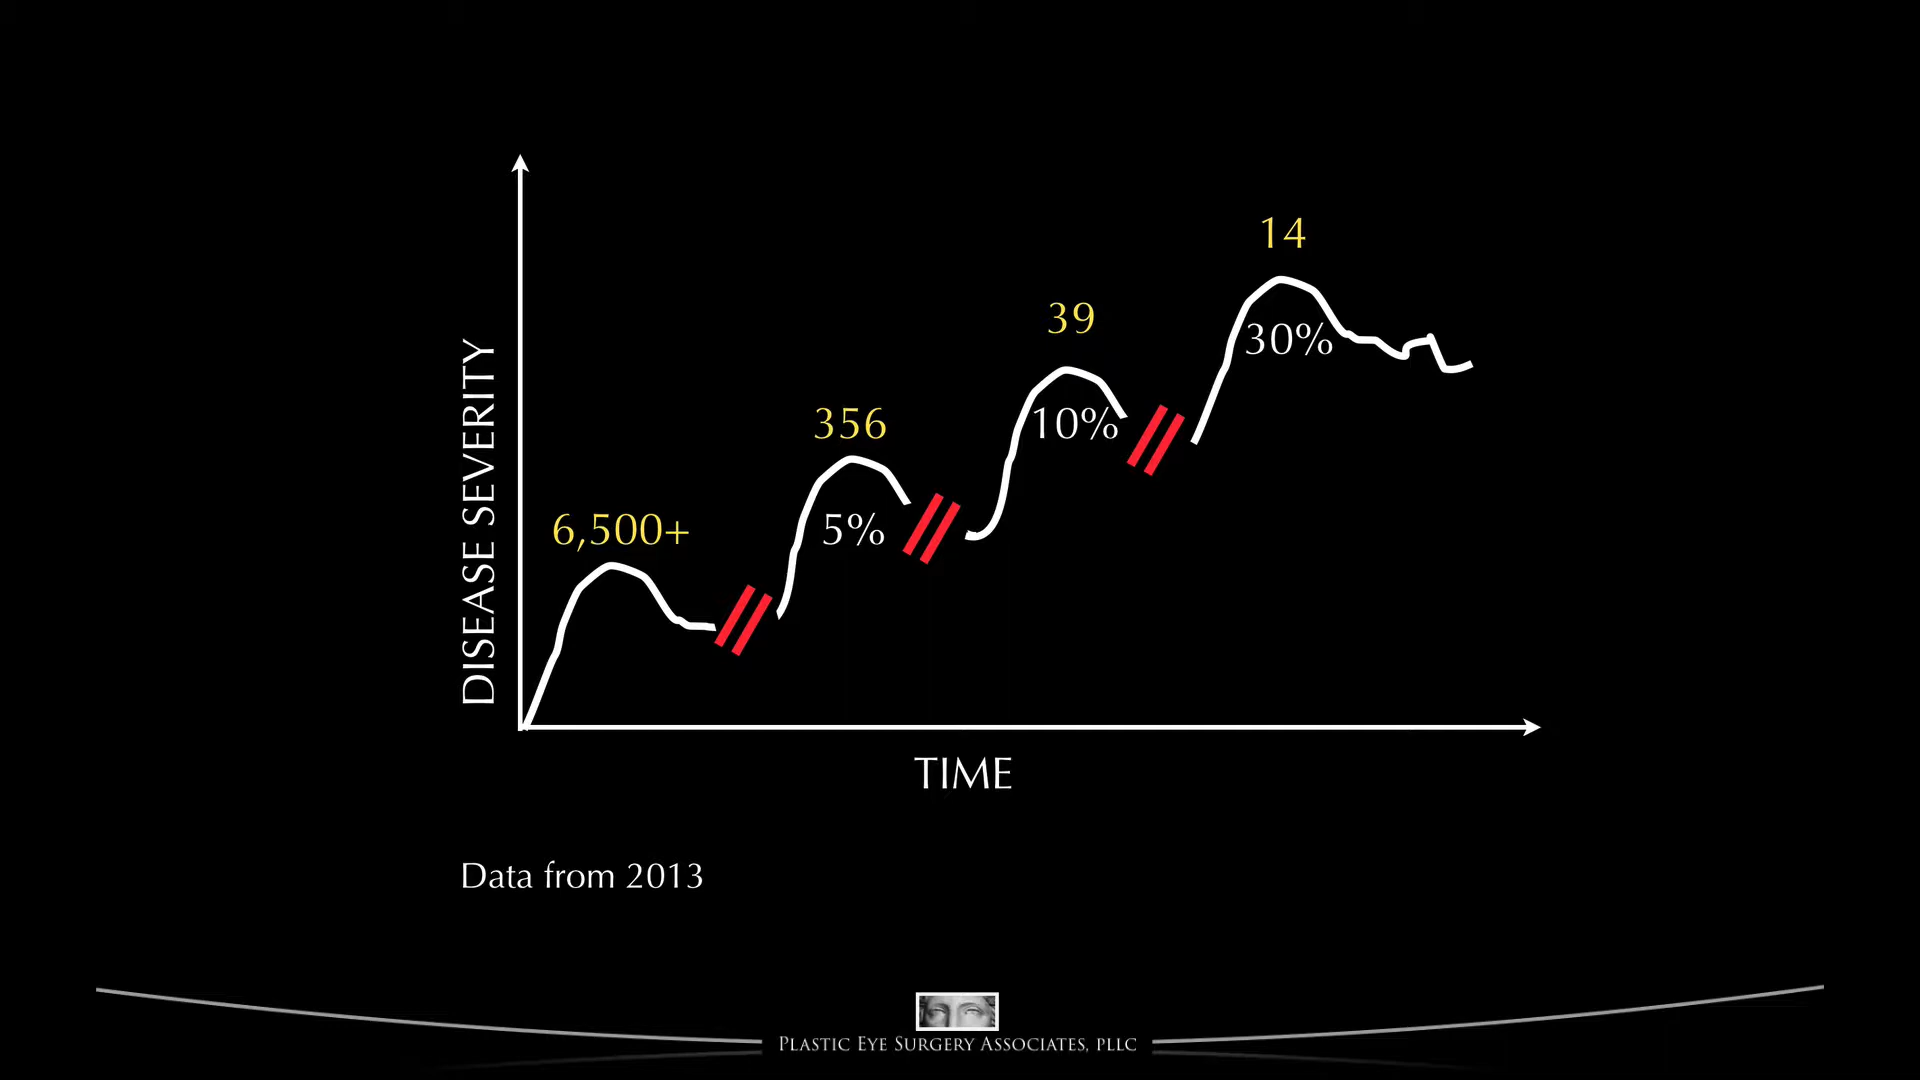 14
39
30%
356
10%
6,500+
5%
DISEASE SEVERITY
TIME
Data from 2013
PLASTIC EYE SURGERY ASSOCIATES, PLLC